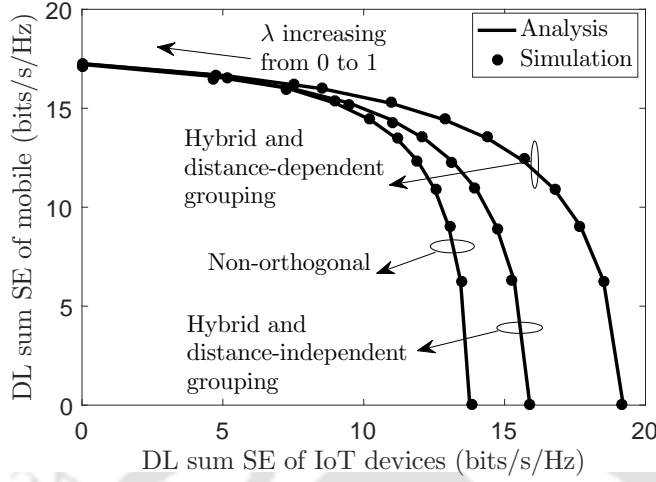 20
15
10
5
0
DL sum SE of mobile (bits/s/Hz)
λ increasing
from 0 to 1
Analysis
Simulation
Hybrid and
distance-dependent
grouping
Non-orthogonal
Hybrid and
distance-independent
grouping
0 5 10 15 20
DL sum SE of IoT devices (bits/s/Hz)